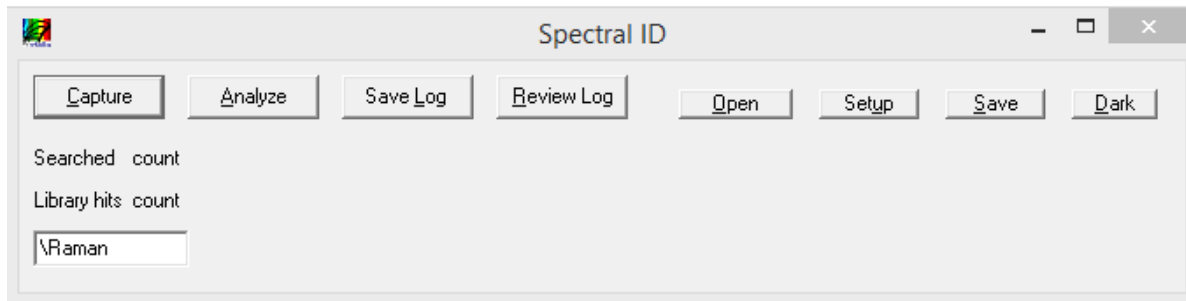 Spectral ID
Capture Analyze Save Log Review Log Open Setup Save Dark
Searched count
Library hits count
\Raman